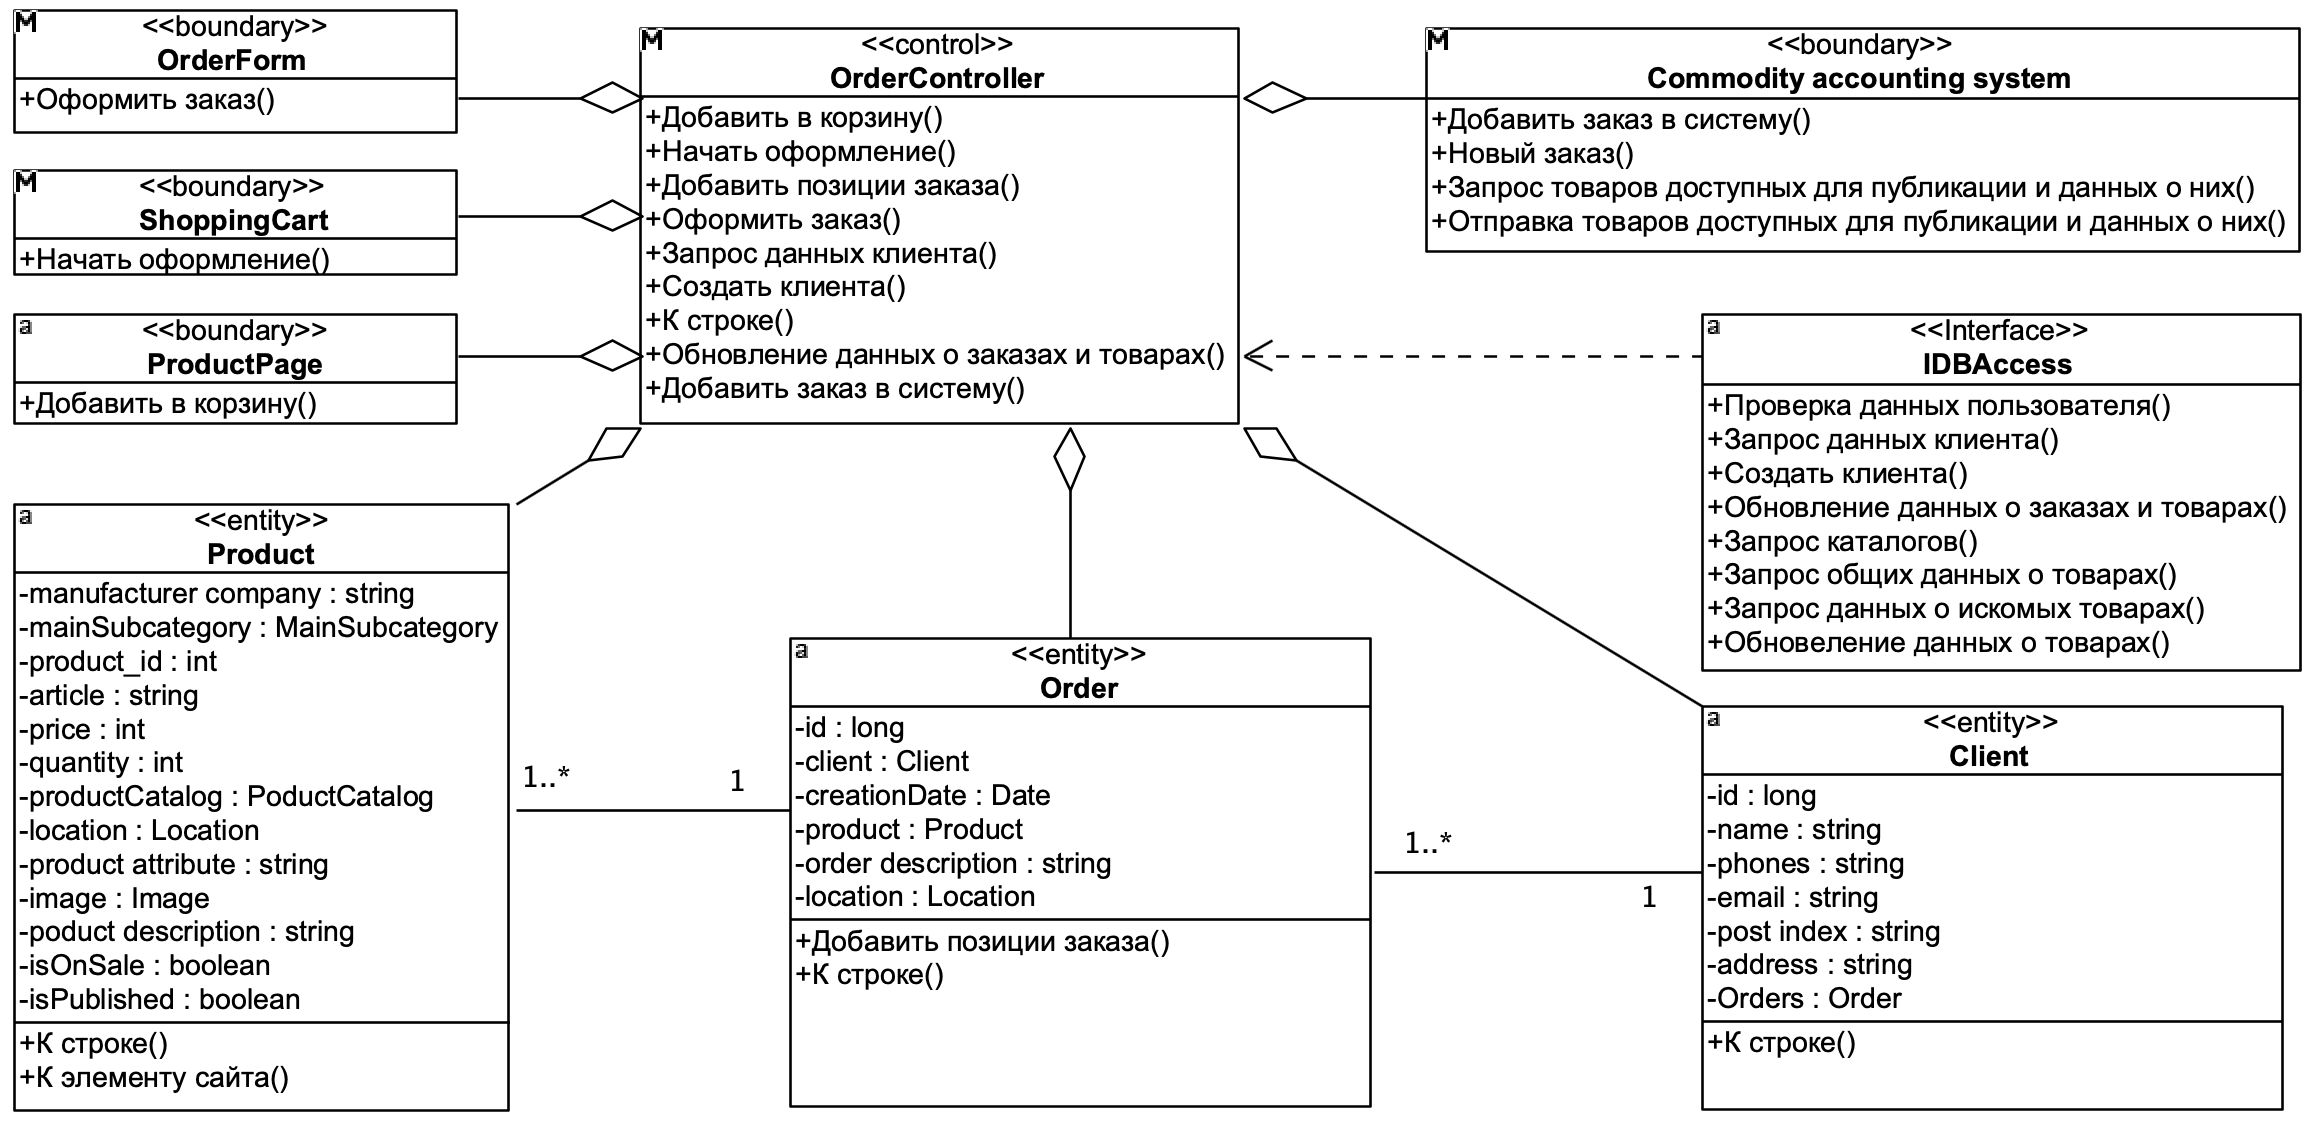 M
<<boundary>>
OrderForm
+Оформить заказ()
M
<<boundary>>
ShoppingCart
+Начать оформление()
a
<<boundary>>
ProductPage
+Добавить в корзину()
M
<<control>>
OrderController
+Добавить в корзину()
+Начать оформление()
+Добавить позиции заказа()
+Оформить заказ()
+Запрос данных клиента()
+Создать клиента()
+К строке()
+Обновление данных о заказах и товарах()
+Добавить заказ в систему()
M
<<boundary>>
Commodity accounting system
+Добавить заказ в систему()
+Новый заказ()
+Запрос товаров доступных для публикации и данных о них()
+Отправка товаров доступных для публикации и данных о них()
a
<<Interface>>
IDBAccess
+Проверка данных пользователя()
+Запрос данных клиента()
+Создать клиента()
+Обновление данных о заказах и товарах()
+Запрос каталогов()
+Запрос общих данных о товарах()
+Запрос данных о искомых товарах()
+Обновеление данных о товарах()
a
<<entity>>
Product
-manufacturer company : string
-mainSubcategory : MainSubcategory
-product_id : int
-article : string
-price : int
-quantity : int
-productCatalog : PoductCatalog
-location : Location
-product attribute : string
-image : Image
-poduct description : string
-isOnSale : boolean
-isPublished : boolean
+К строке()
+К элементу сайта()
1..*
1
a
<<entity>>
Order
-id : long
-client : Client
-creationDate : Date
-product : Product
-order description : string
-location : Location
+Добавить позиции заказа()
+К строке()
1..*
1
a
<<entity>>
Client
-id : long
-name : string
-phones : string
-email : string
-post index : string
-address : string
-Orders : Order
+К строке()